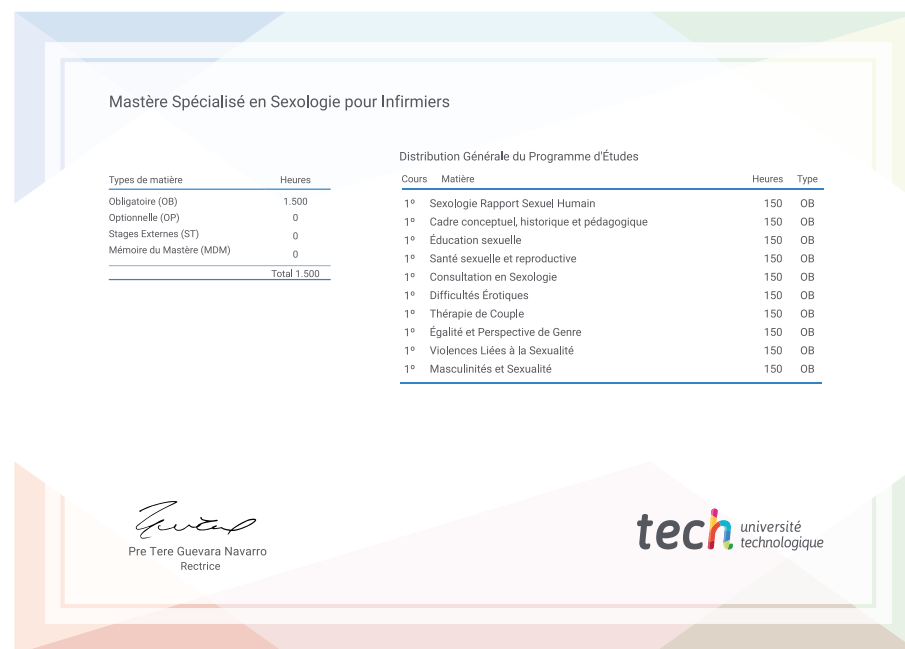 Mastère Spécialisé en Sexologie pour Infirmiers
Types de matière Heures
Obligatoire (OB) 1.500
Optionnelle (OP) 0
Stages Externes (ST) 0
Mémoire du Mastère (MDM) 0
Total 1.500
Distribution Générale du Programme d'Études
Cours Matière Heures Type
1º Sexologie Rapport Sexuel Humain 150 OB
1º Cadre conceptuel, historique et pédagogique 150 OB
1º Éducation sexuelle 150 OB
1º Santé sexuelle et reproductive 150 OB
1º Consultation en Sexologie 150 OB
1º Difficultés Érotiques 150 OB
1º Thérapie de Couple 150 OB
1º Égalité et Perspective de Genre 150 OB
1º Violences Liées à la Sexualité 150 OB
1º Masculinités et Sexualité 150 OB
Pre Tere Guevara Navarro
Rectrice
tech université
technologique